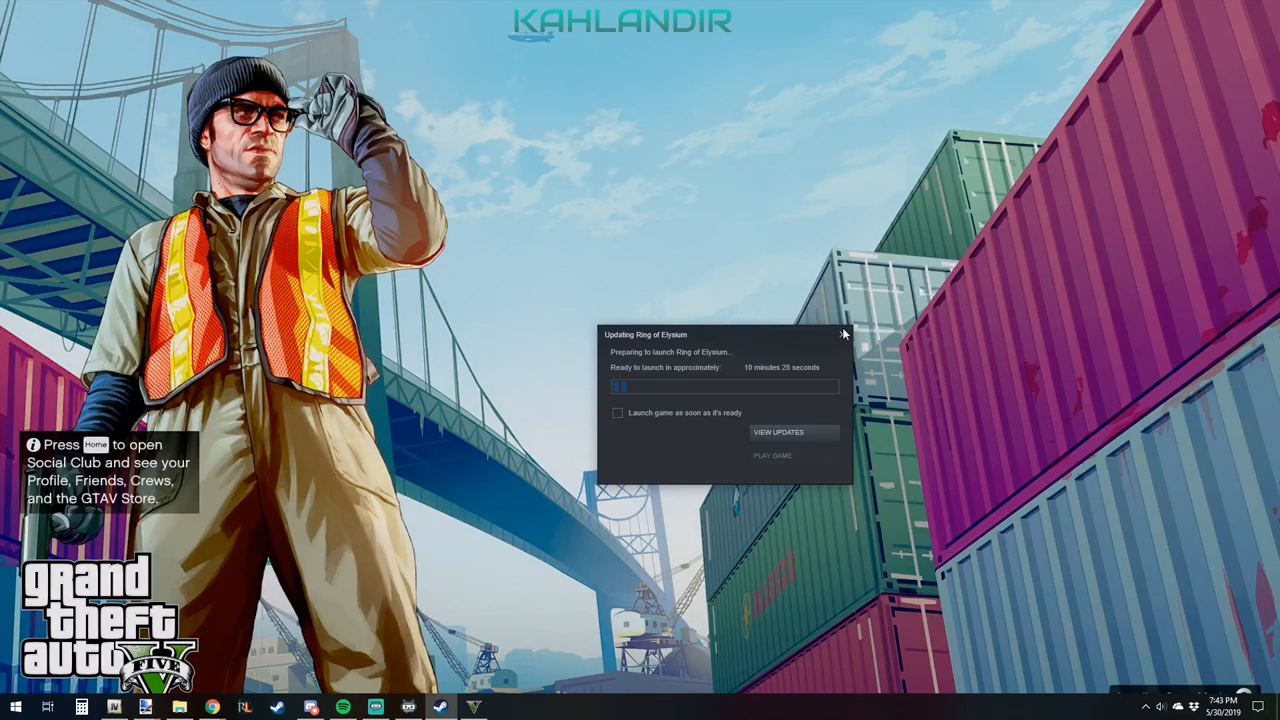 KAHLANDIR
Updating Ring of Elysium
Preparing to launch Ring of Elysium...
Ready to launch in approximately: 10 minutes 28 seconds
Launch game as soon as it's ready
VIEW UPDATES
PLAY GAME
Press Home to open
Social Club and see your
Profile, Friends, Crews,
and the GTAV Store.
grand
theft
auto
FIVE
7:43 PM
5/30/2019